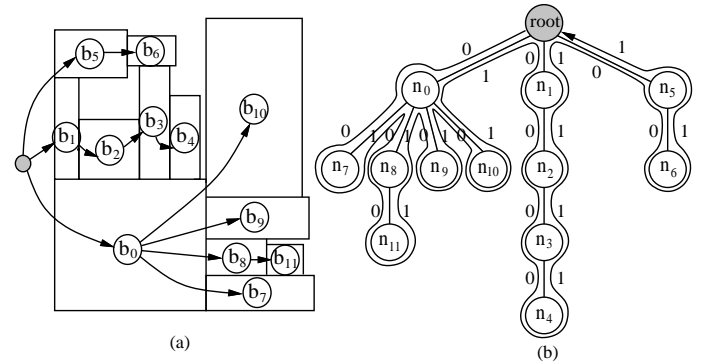 b5 b6
b10
b1 b2 b3 b4
b9
b0 b8 b11
b7
(a)
root
0 1 0 1 1 0
n0 n1 n5
0 1 0 1 0 1 0 1 0 1 0 1
n7 n8 n9 n10 n2 n6
0 1 0 1
n11 n3
0 1
n4
(b)